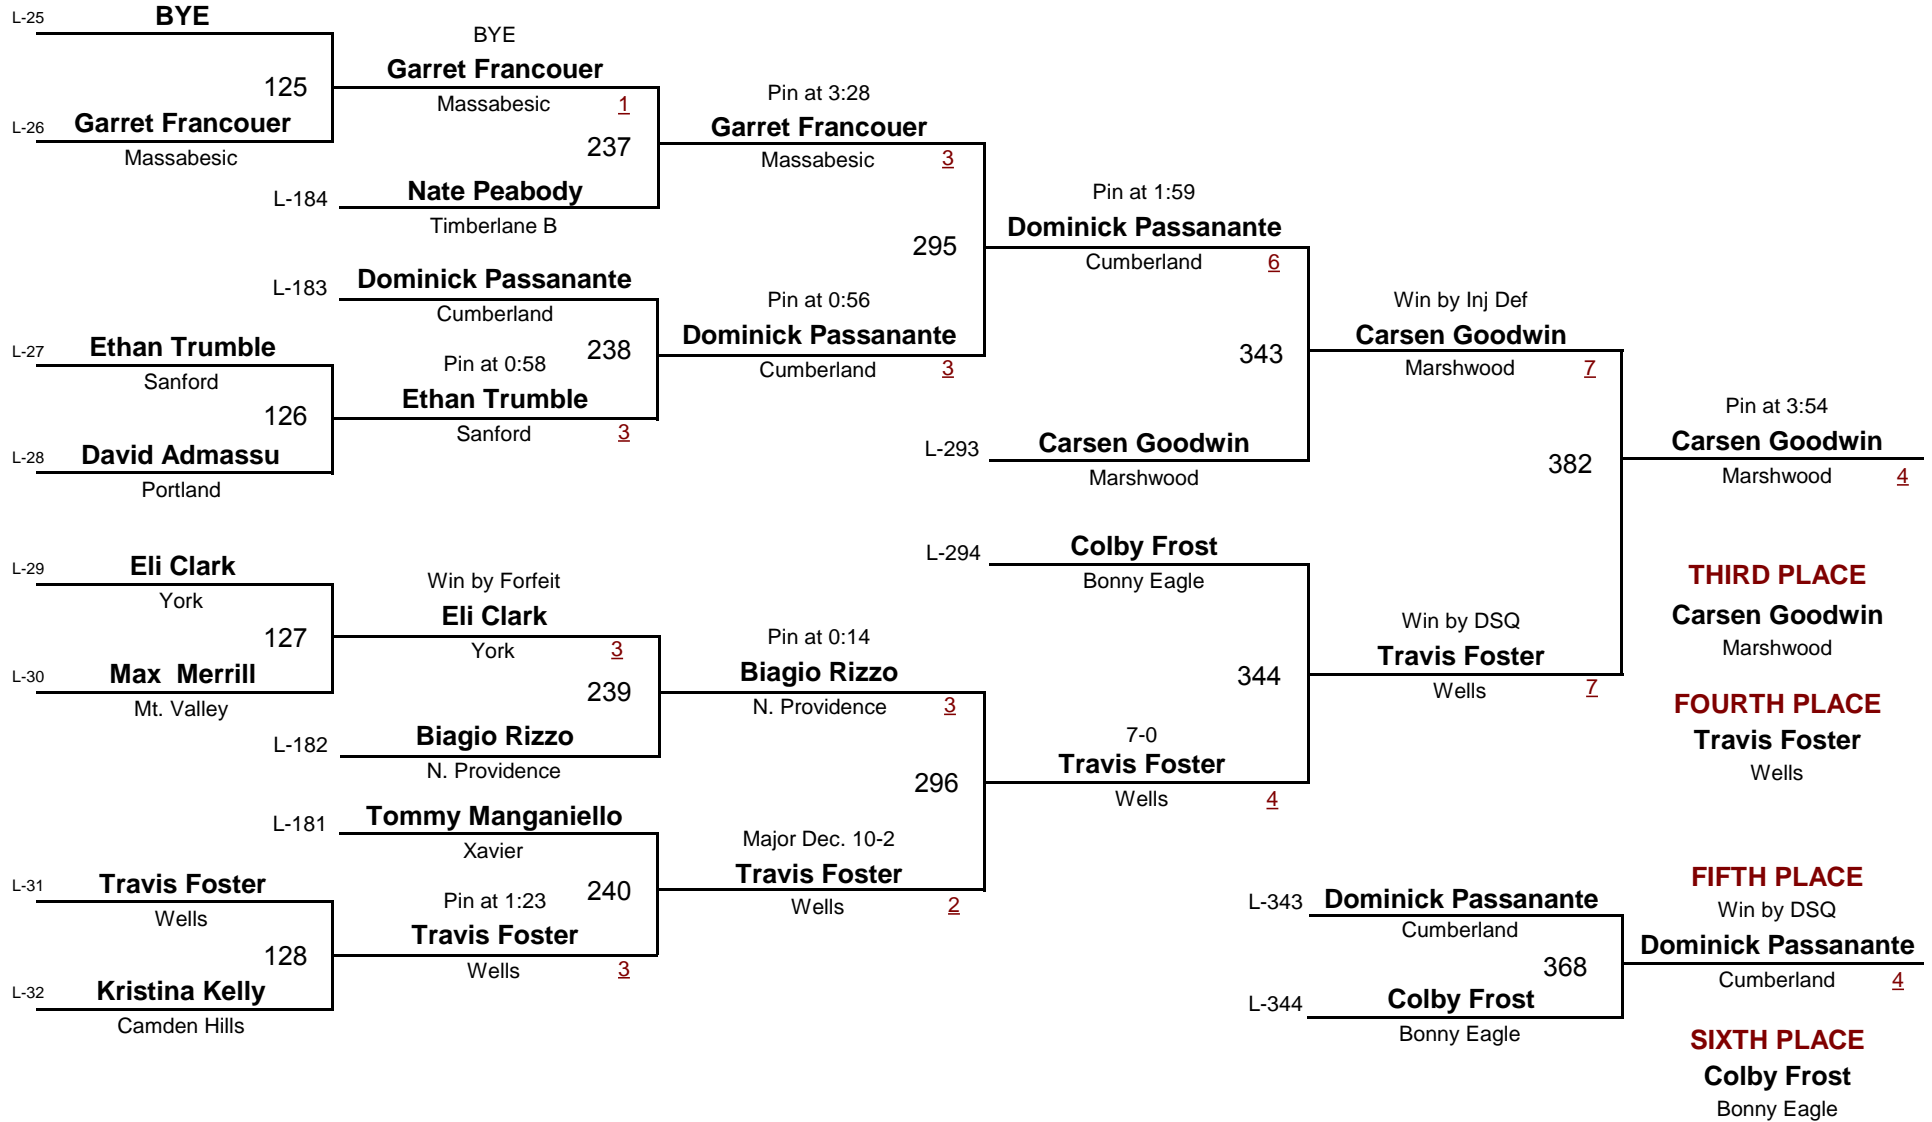 L-25 BYE
125
L-26 Garret Francouer
Massabesic
BYE
Garret Francouer
Massabesic 1
237
L-184 Nate Peabody
Timberlane B
Pin at 3:28
Garret Francouer
Massabesic 3
295
L-183 Dominick Passanante
Cumberland
238
L-27 Ethan Trumble
Sanford
126
L-28 David Admassu
Portland
Pin at 0:58
Ethan Trumble
Sanford 3
Pin at 0:56
Dominick Passanante
Cumberland 3
Pin at 1:59
Dominick Passanante
Cumberland 6
343
L-293 Carsen Goodwin
Marshwood
Win by Inj Def
Carsen Goodwin
Marshwood 7
382
L-29 Eli Clark
York
127
L-30 Max  Merrill
Mt. Valley
Win by Forfeit
Eli Clark
York 3
239
L-182 Biagio Rizzo
N. Providence
Pin at 0:14
Biagio Rizzo
N. Providence 3
296
L-181 Tommy Manganiello
Xavier
240
L-31 Travis Foster
Wells
128
L-32 Kristina Kelly
Camden Hills
Pin at 1:23
Travis Foster
Wells 3
Major Dec. 10-2
Travis Foster
Wells 2
L-294 Colby Frost
Bonny Eagle
344
7-0
Travis Foster
Wells 4
Win by DSQ
Travis Foster
Wells 7
Pin at 3:54
Carsen Goodwin
Marshwood 4
THIRD PLACE
Carsen Goodwin
Marshwood
FOURTH PLACE
Travis Foster
Wells
L-343 Dominick Passanante
Cumberland
368
L-344 Colby Frost
Bonny Eagle
FIFTH PLACE
Win by DSQ
Dominick Passanante
Cumberland 4
SIXTH PLACE
Colby Frost
Bonny Eagle